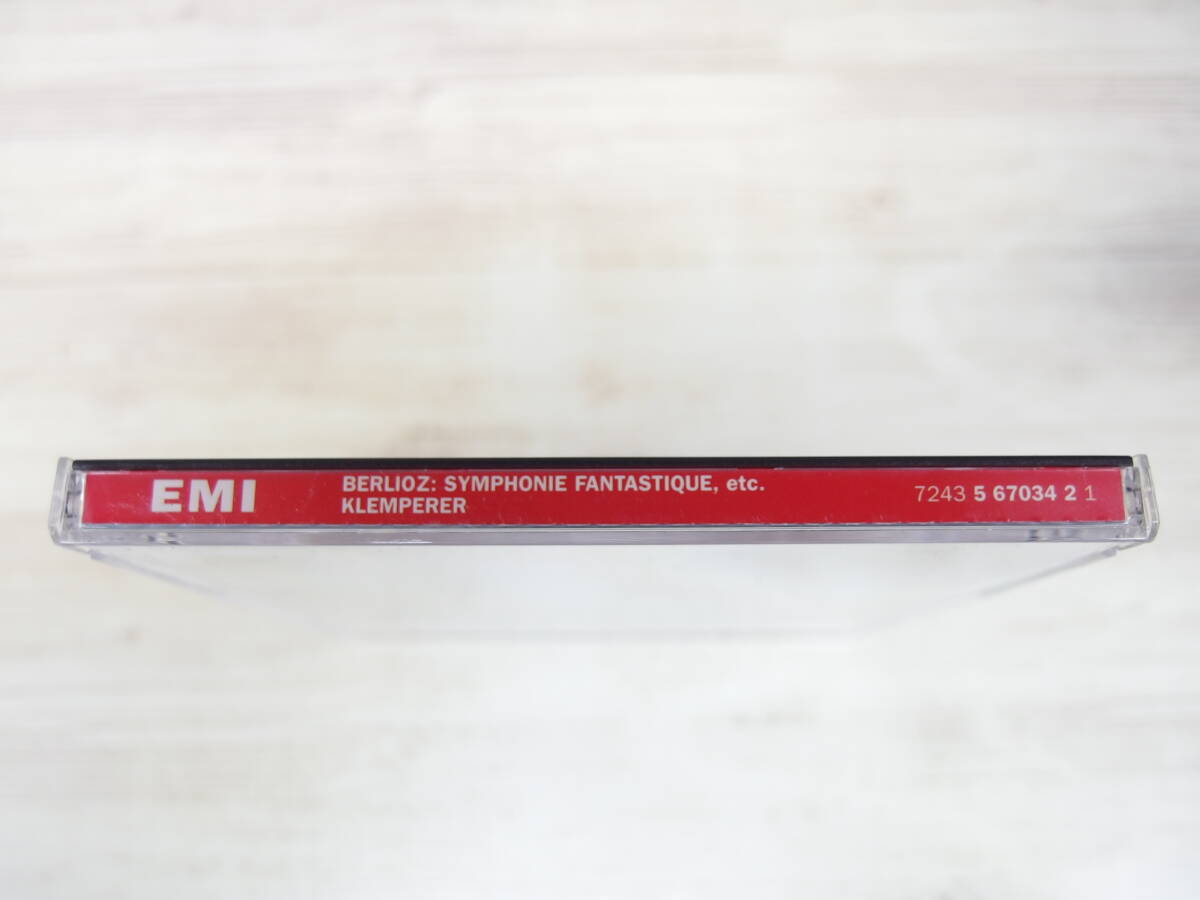 EMI
BERLIOZ: SYMPHONIE FANTASTIQUE, etc.
KLEMPERER
7243 5 67034 2 1